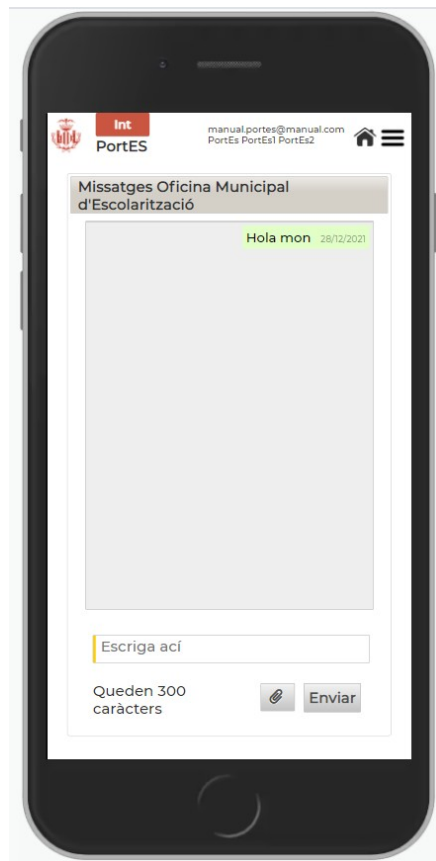 Int
PortES
manual.portes@manual.com
PortEs PortEs1 PortEs2
Missatges Oficina Municipal
d'Escolarització
Hola mon 28/12/2021
Escriga ací
Queden 300
caràcters
Enviar